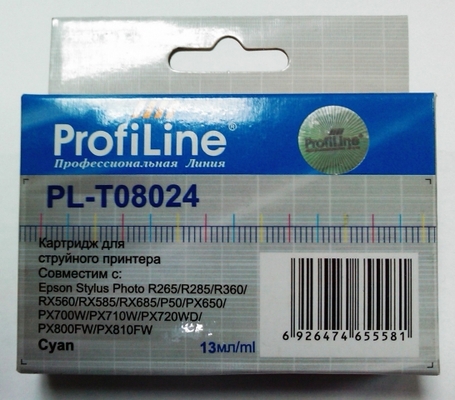 ProfiLine®
Профессиональная Линия
PL-T08024
Картридж для
струйного принтера
Совместим с:
Epson Stylus Photo R265/R285/R360/
RX560/RX585/RX685/P50/PX650/
PX700W/PX710W/PX720WD/
PX800FW/PX810FW
Cyan 13мл/ml
6 926474 655581